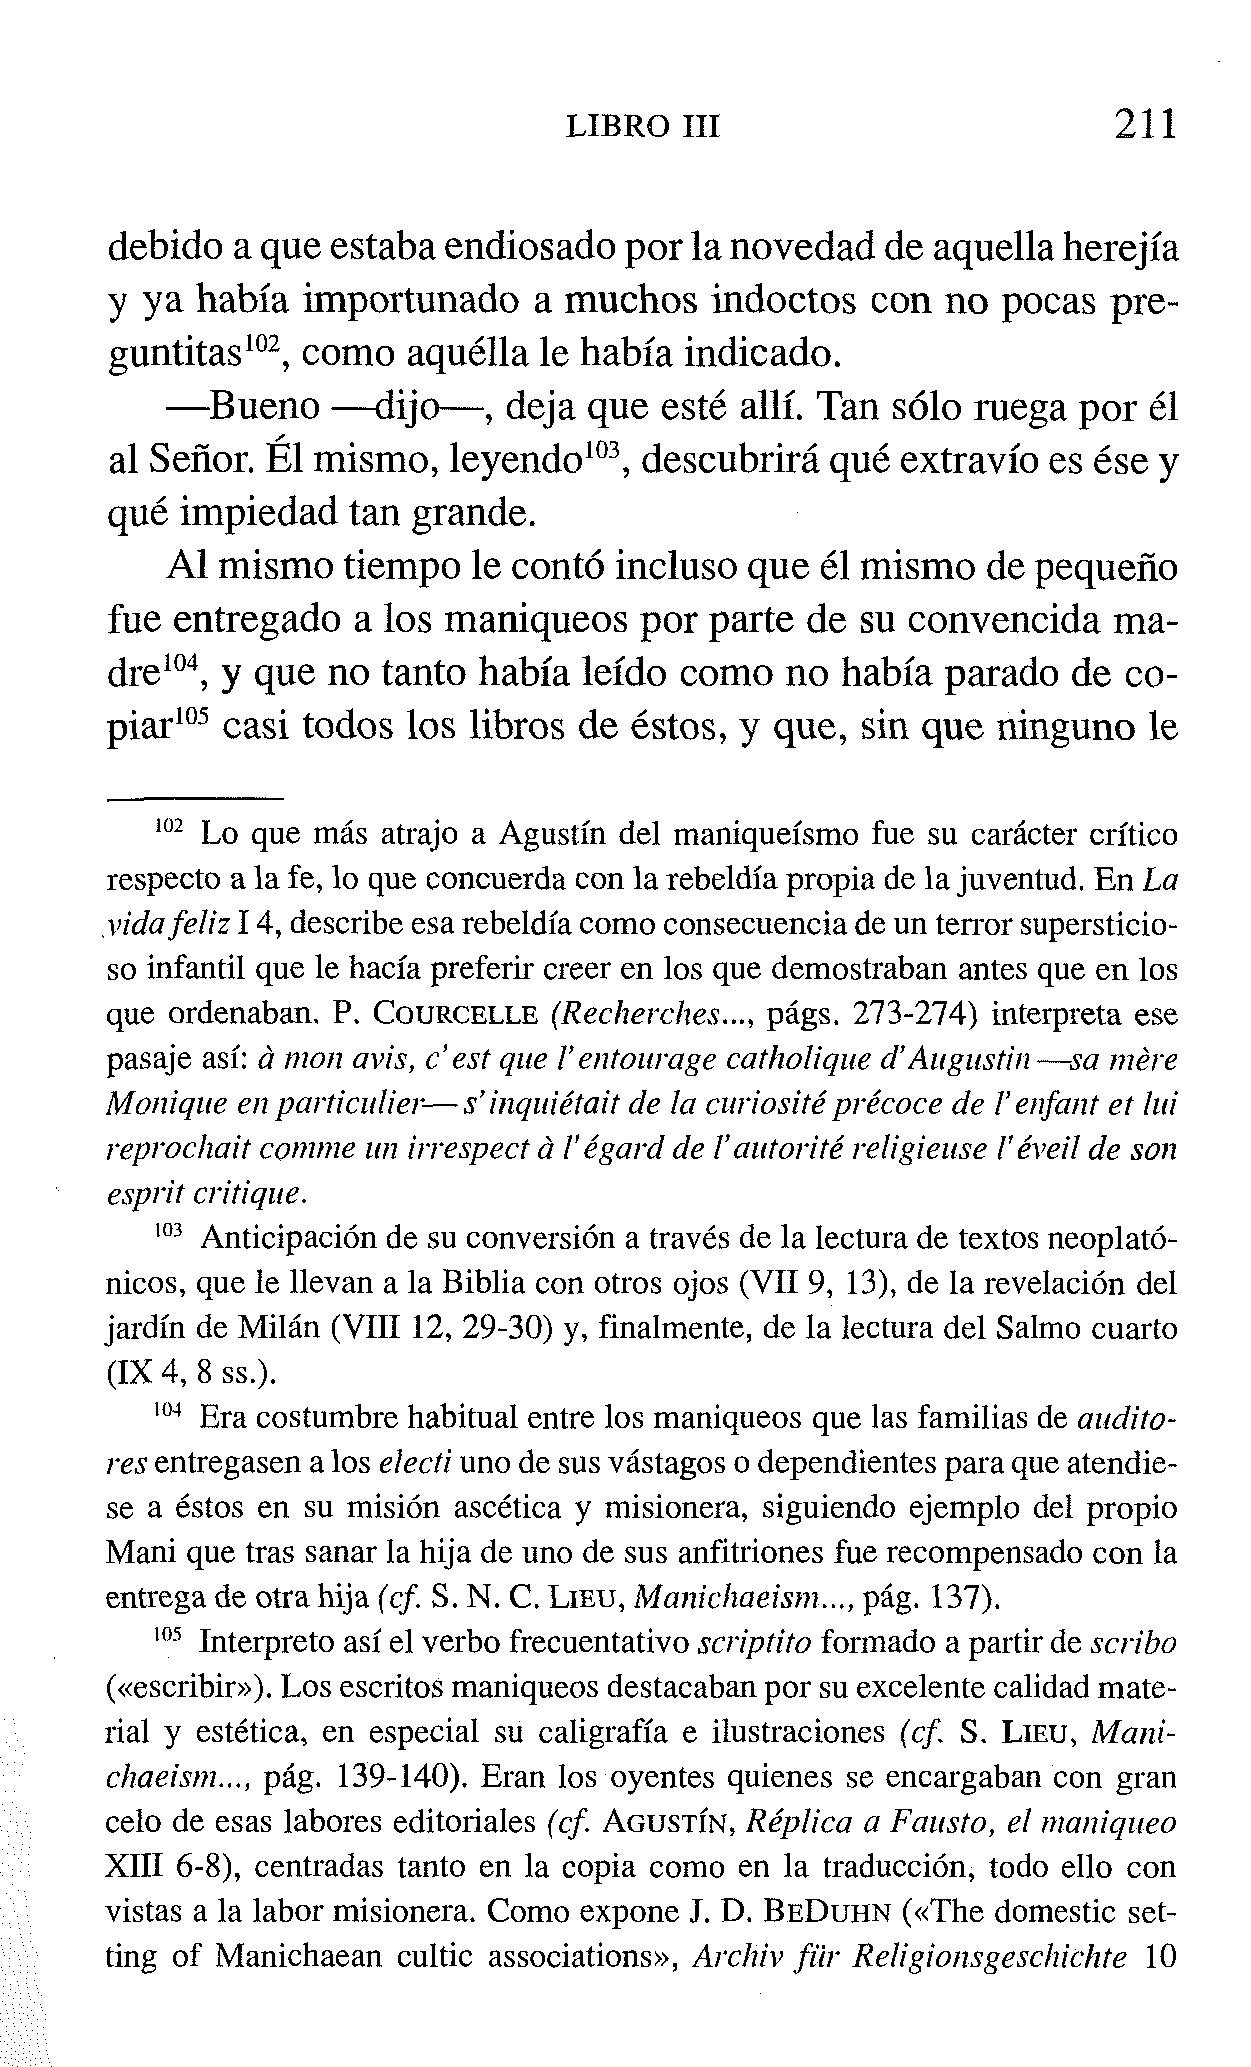 LIBRO III 211
debido a que estaba endiosado por la novedad de aquella herejía
y ya había importunado a muchos indoctos con no pocas pre-
guntitas¹⁰², como aquélla le había indicado.
—Bueno —dijo—, deja que esté allí. Tan sólo ruega por él
al Señor. Él mismo, leyendo¹⁰³, descubrirá qué extravío es ése y
qué impiedad tan grande.
Al mismo tiempo le contó incluso que él mismo de pequeño
fue entregado a los maniqueos por parte de su convencida ma-
dre¹⁰⁴, y que no tanto había leído como no había parado de co-
piar¹⁰⁵ casi todos los libros de éstos, y que, sin que ninguno le
¹⁰² Lo que más atrajo a Agustín del maniqueísmo fue su carácter crítico
respecto a la fe, lo que concuerda con la rebeldía propia de la juventud. En La
vida feliz I 4, describe esa rebeldía como consecuencia de un terror supersticio-
so infantil que le hacía preferir creer en los que demostraban antes que en los
que ordenaban. P. COURCELLE (Recherches..., págs. 273-274) interpreta ese
pasaje así: à mon avis, c'est que l'entourage catholique d'Augustin —sa mère
Monique en particulier— s'inquiétait de la curiosité précoce de l'enfant et lui
reprochait comme un irrespect à l'égard de l'autorité religieuse l'éveil de son
esprit critique.
¹⁰³ Anticipación de su conversión a través de la lectura de textos neoplató-
nicos, que le llevan a la Biblia con otros ojos (VII 9, 13), de la revelación del
jardín de Milán (VIII 12, 29-30) y, finalmente, de la lectura del Salmo cuarto
(IX 4, 8 ss.).
¹⁰⁴ Era costumbre habitual entre los maniqueos que las familias de audito-
res entregasen a los electi uno de sus vástagos o dependientes para que atendie-
se a éstos en su misión ascética y misionera, siguiendo ejemplo del propio
Mani que tras sanar la hija de uno de sus anfitriones fue recompensado con la
entrega de otra hija (cf. S. N. C. LIEU, Manichaeism..., pág. 137).
¹⁰⁵ Interpreto así el verbo frecuentativo scriptito formado a partir de scribo
(«escribir»). Los escritos maniqueos destacaban por su excelente calidad mate-
rial y estética, en especial su caligrafía e ilustraciones (cf. S. LIEU, Mani-
chaeism..., pág. 139-140). Eran los oyentes quienes se encargaban con gran
celo de esas labores editoriales (cf. AGUSTÍN, Réplica a Fausto, el maniqueo
XIII 6-8), centradas tanto en la copia como en la traducción, todo ello con
vistas a la labor misionera. Como expone J. D. BEDUHN («The domestic set-
ting of Manichaean cultic associations», Archiv für Religionsgeschichte 10